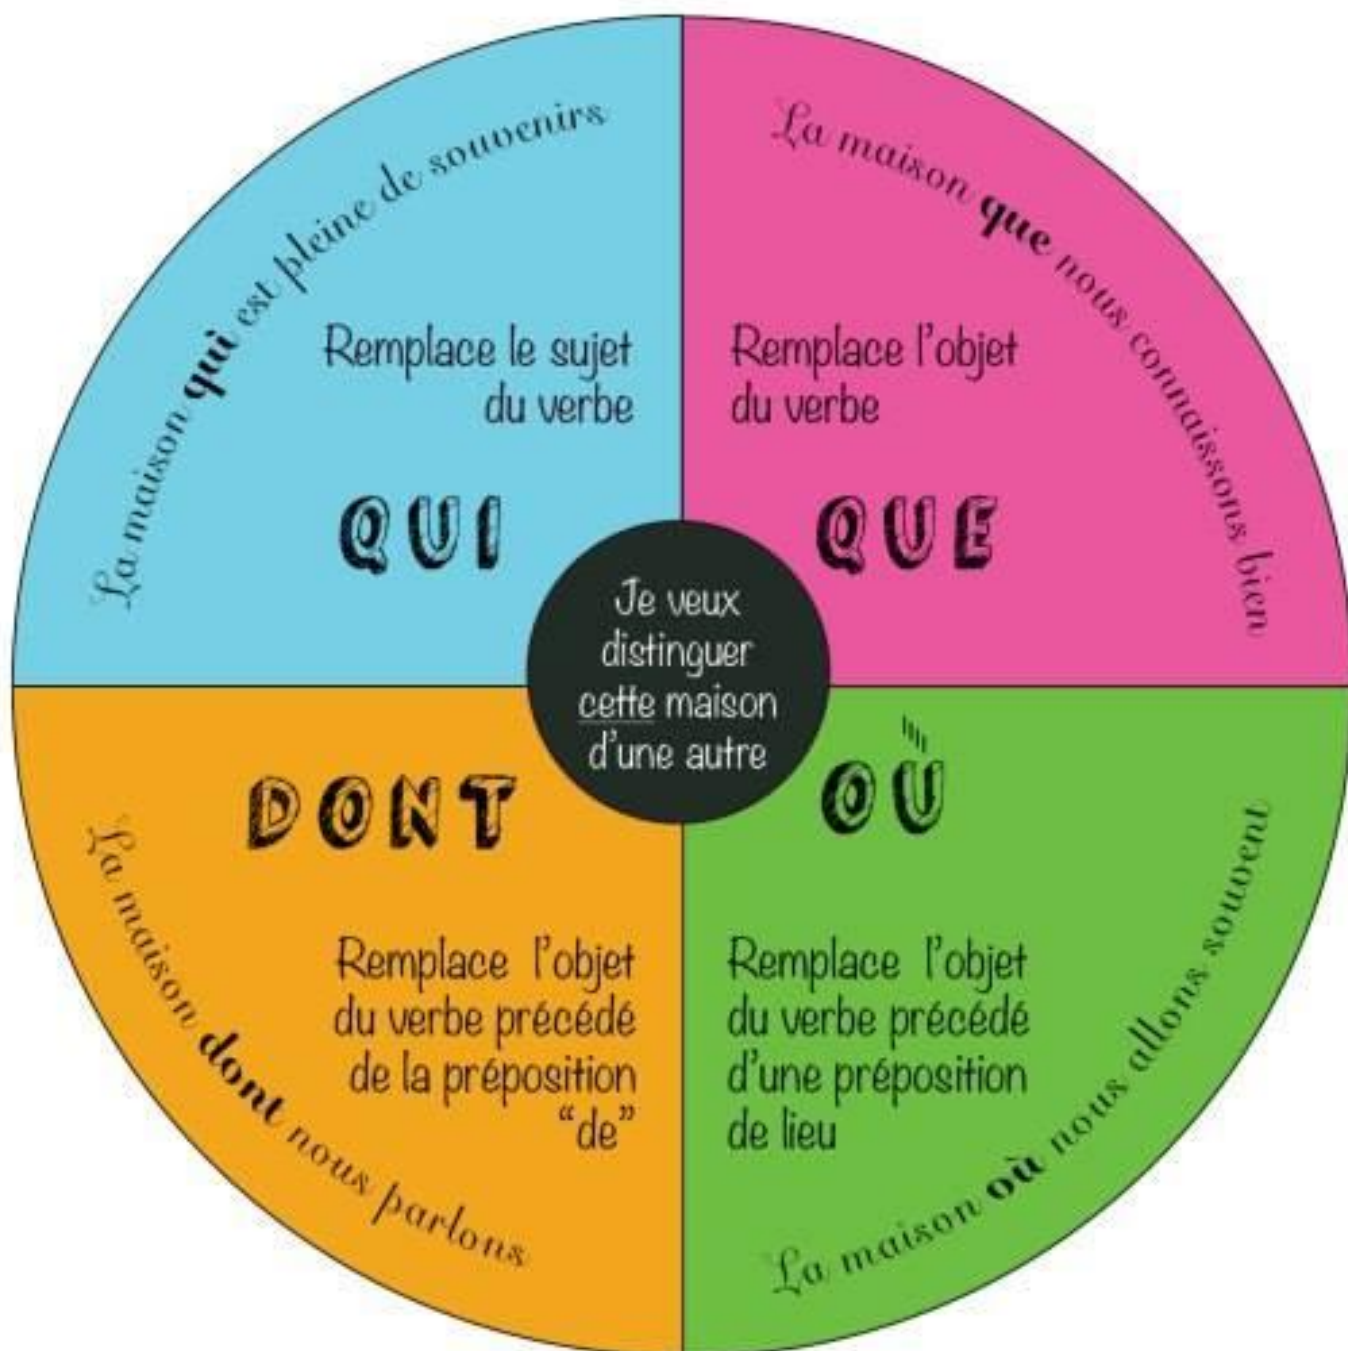 La maison qui est pleine de souvenirs
Remplace le sujet
du verbe
QUI
La maison que nous connaissons bien
Remplace l'objet
du verbe
QUE
Je veux
distinguer
cette maison
d'une autre
DONT
Remplace l'objet
du verbe précédé
de la préposition
“de”
La maison dont nous parlons
OÙ
Remplace l'objet
du verbe précédé
d'une préposition
de lieu
La maison où nous allons souvent